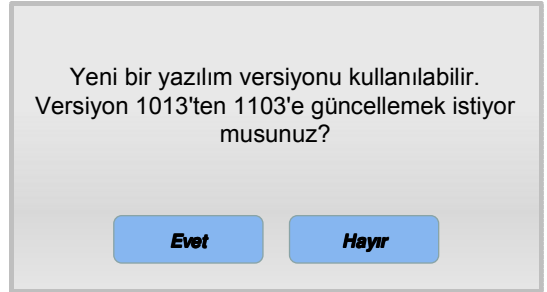 Yeni bir yazılım versiyonu kullanılabilir.
Versiyon 1013'ten 1103'e güncellemek istiyor
musunuz?
Evet
Hayır